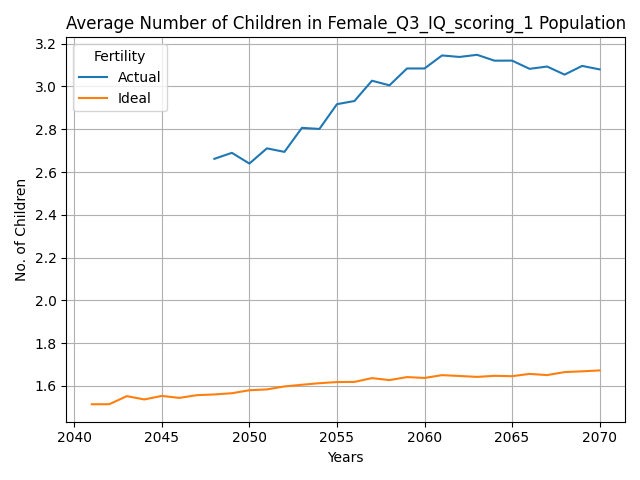 Average Number of Children in Female_Q3_IQ_scoring_1 Population
3.2
3.0
2.8
2.6
2.4
2.2
2.0
1.8
1.6
No. of Children
Fertility
Actual
Ideal
2040 2045 2050 2055 2060 2065 2070
Years